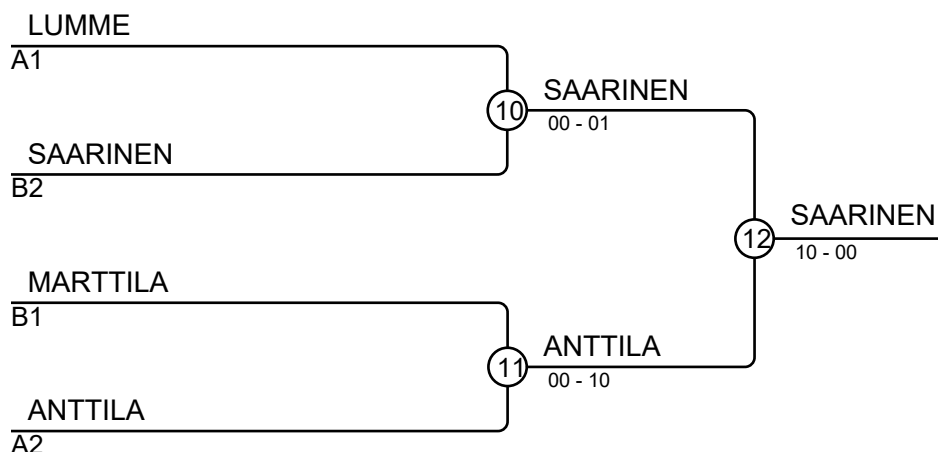 LUMME
A1
10
SAARINEN
00 - 01
SAARINEN
B2
12
SAARINEN
10 - 00
MARTTILA
B1
11
ANTTILA
00 - 10
ANTTILA
A2